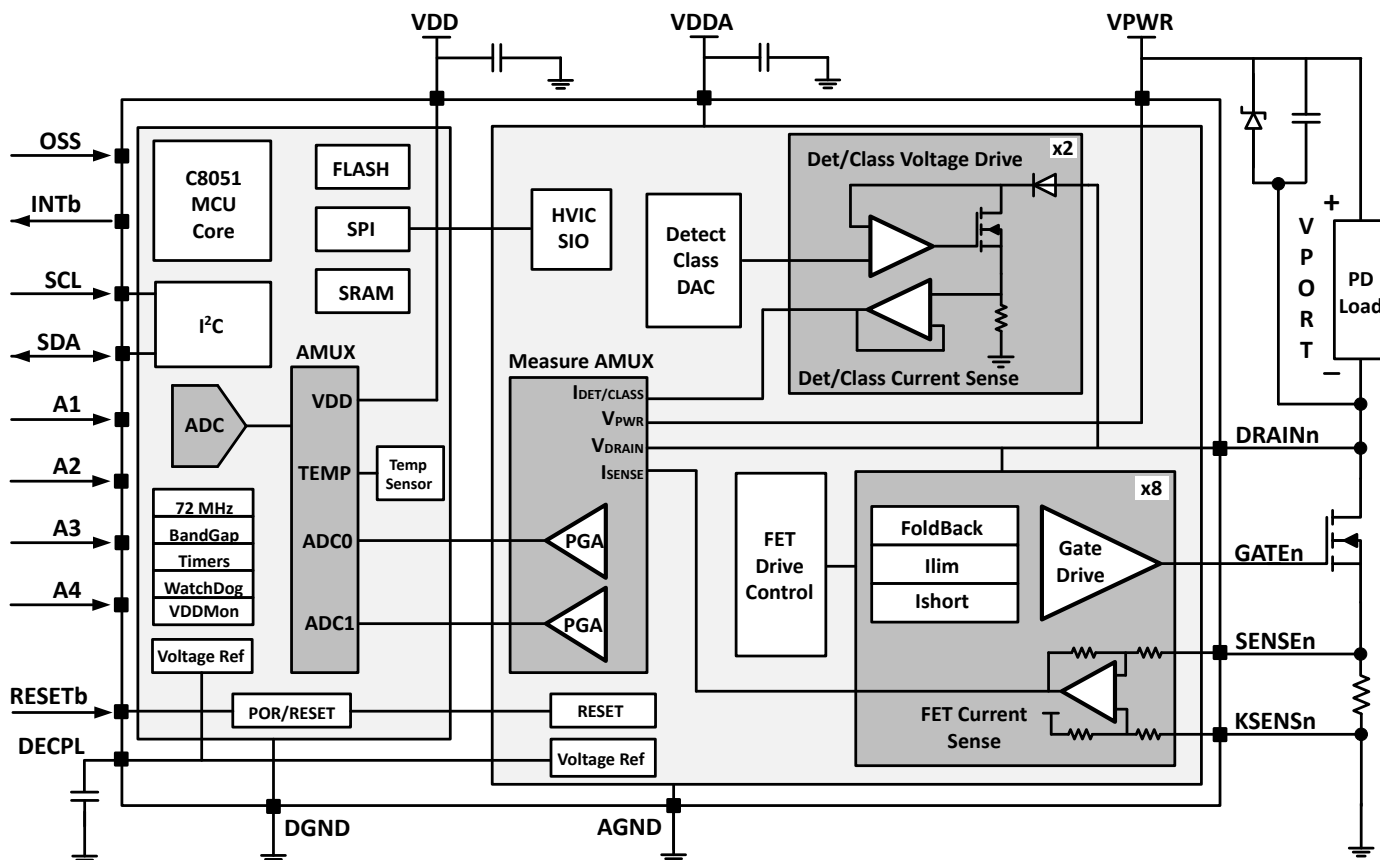 VDD
VDDA
VPWR
OSS
INTb
SCL
SDA
A1
A2
A3
A4
RESETb
DECPL
C8051
MCU
Core
FLASH
SPI
SRAM
I²C
AMUX
VDD
TEMP
ADC0
ADC1
ADC
Temp
Sensor
72 MHz
BandGap
Timers
WatchDog
VDDMon
Voltage Ref
POR/RESET
DGND
HVIC
SIO
Detect
Class
DAC
x2
Det/Class Voltage Drive
Det/Class Current Sense
Measure AMUX
IDET/CLASS
VPWR
VDRAIN
ISENSE
PGA
PGA
RESET
Voltage Ref
AGND
FET
Drive
Control
x8
FoldBack
Ilim
Ishort
Gate
Drive
FET Current
Sense
+
V
P
O
R
T
–
PD
Load
DRAINn
GATEn
SENSEn
KSENSn